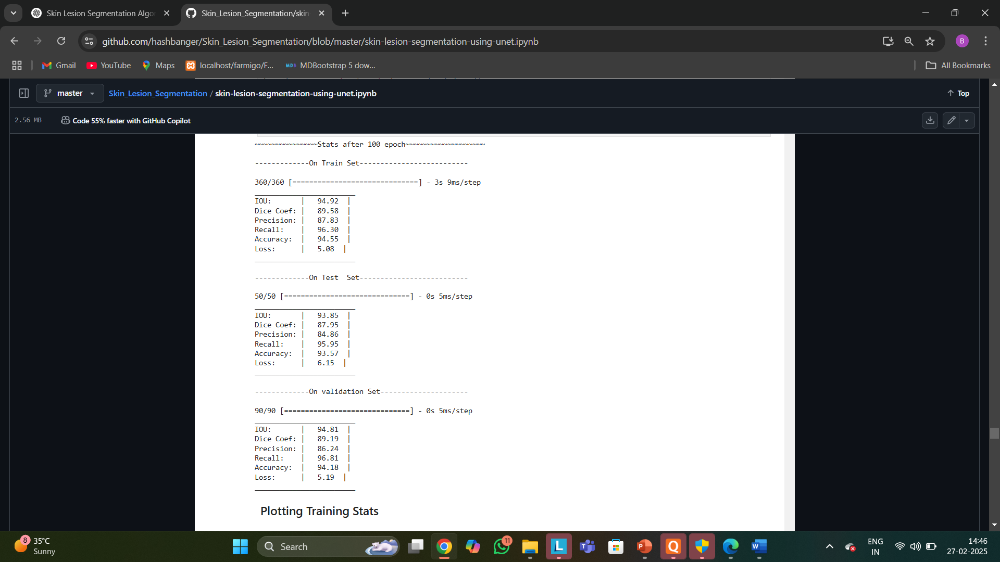 Skin Lesion Segmentation Algo
Skin_Lesion_Segmentation/skin
github.com/hashbanger/Skin_Lesion_Segmentation/blob/master/skin-lesion-segmentation-using-unet.ipynb
B
Gmail
YouTube
Maps
localhost/farmigo/F...
MDB
MDBootstrap 5 dow...
All Bookmarks
master
Skin_Lesion_Segmentation / skin-lesion-segmentation-using-unet.ipynb
Top
2.56 MB
Code 55% faster with GitHub Copilot
~~~~~~~~~~~~~~~Stats after 100 epoch~~~~~~~~~~~~~~~~~~~
-------------On Train Set--------------------------
360/360 [==============================] - 3s 9ms/step
________________________
IOU: | 94.92 |
Dice Coef: | 89.58 |
Precision: | 87.83 |
Recall: | 96.30 |
Accuracy: | 94.55 |
Loss: | 5.08 |
________________________
-------------On Test  Set--------------------------
50/50 [==============================] - 0s 5ms/step
________________________
IOU: | 93.85 |
Dice Coef: | 87.95 |
Precision: | 84.86 |
Recall: | 95.95 |
Accuracy: | 93.57 |
Loss: | 6.15 |
________________________
-------------On validation Set---------------------
90/90 [==============================] - 0s 5ms/step
________________________
IOU: | 94.81 |
Dice Coef: | 89.19 |
Precision: | 86.24 |
Recall: | 96.81 |
Accuracy: | 94.18 |
Loss: | 5.19 |
________________________
Plotting Training Stats
8
35°C
Sunny
Search
11
L
T
P
Q
W
ENG
IN
14:46
27-02-2025